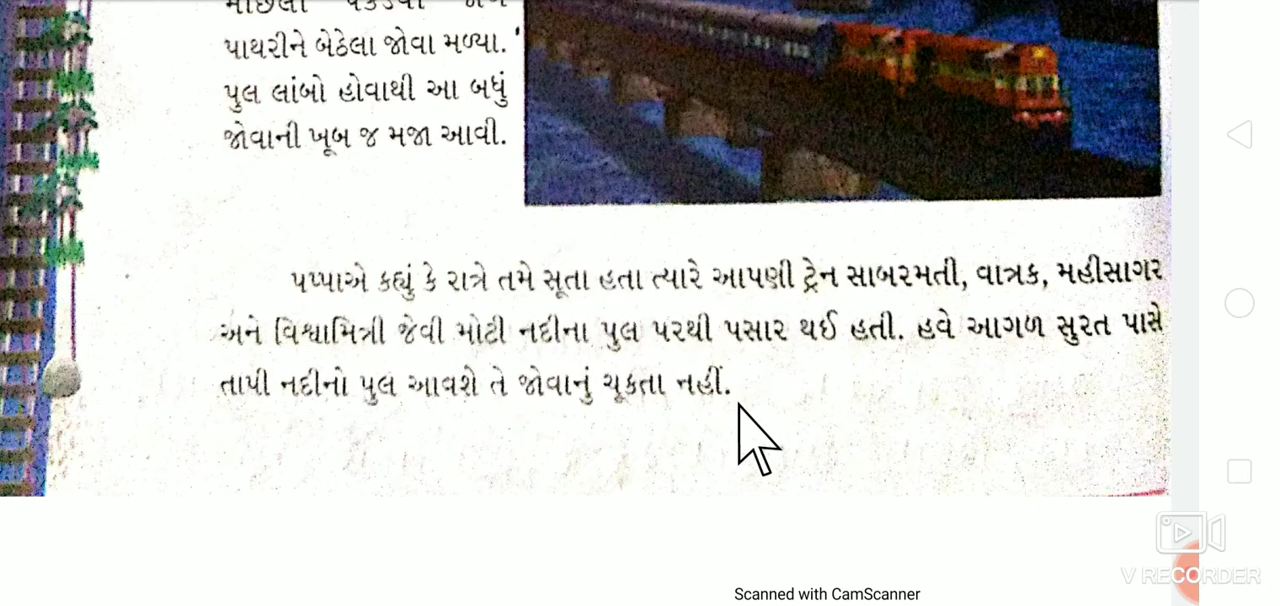 પાથરીને બેઠેલા જોવા મળ્યા.
પુલ લાંબો હોવાથી આ બધું
જોવાની ખૂબ જ મજા આવી.
પપ્પાએ કહ્યું કે રાત્રે તમે સૂતા હતા ત્યારે આપણી ટ્રેન સાબરમતી, વાત્રક, મહીસાગર
અને વિશ્વામિત્રી જેવી મોટી નદીના પુલ પરથી પસાર થઈ હતી. હવે આગળ સુરત પાસે
તાપી નદીનો પુલ આવશે તે જોવાનું ચૂકતા નહીં.
V RECORDER
Scanned with CamScanner